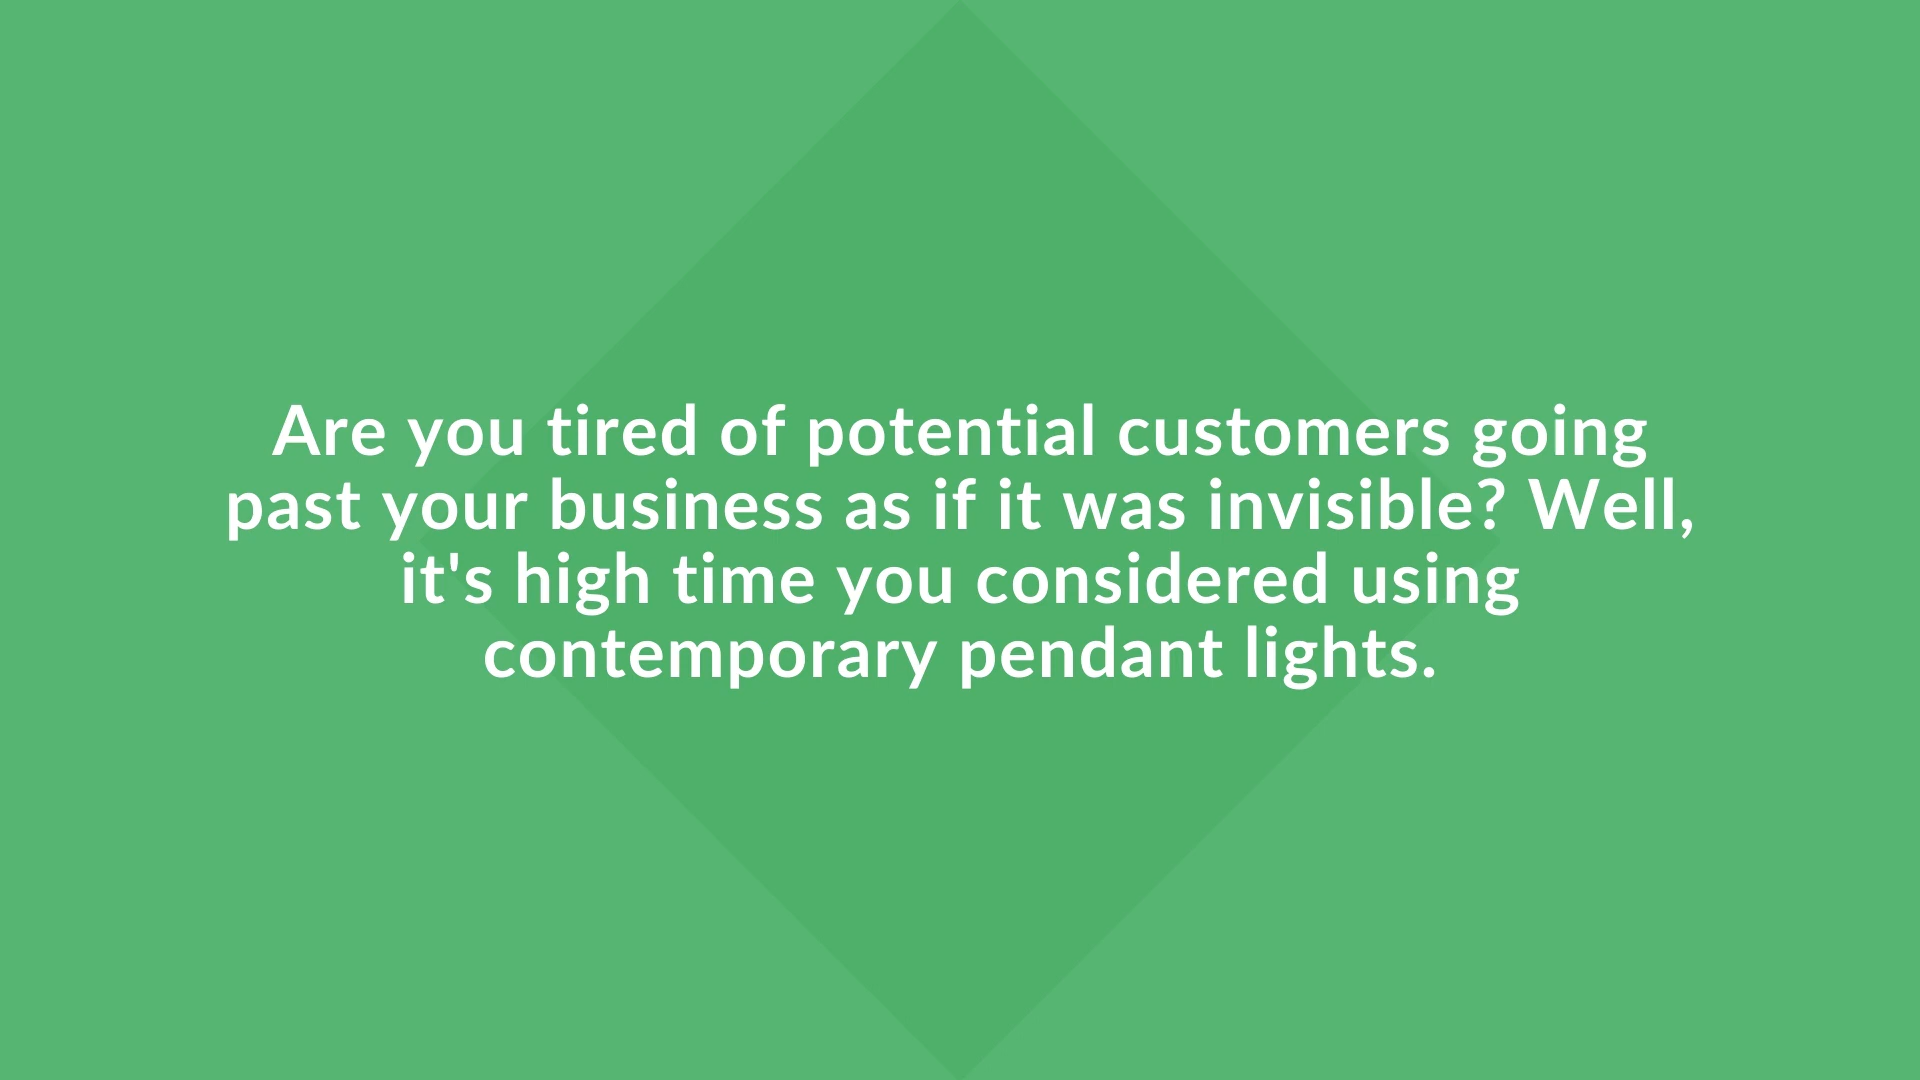 Are you tired of potential customers going
past your business as if it was invisible? Well,
it's high time you considered using
contemporary pendant lights.